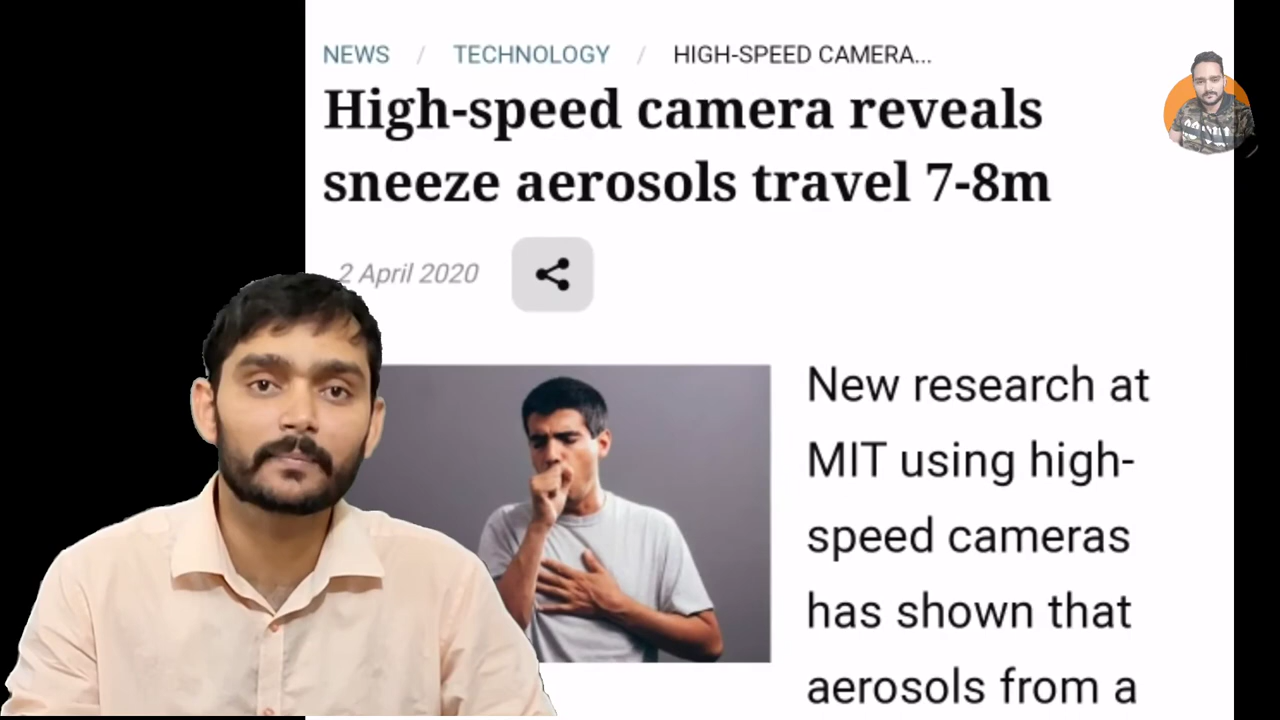 NEWS / TECHNOLOGY / HIGH-SPEED CAMERA...
High-speed camera reveals
sneeze aerosols travel 7-8m
2 April 2020
New research at
MIT using high-
speed cameras
has shown that
aerosols from a